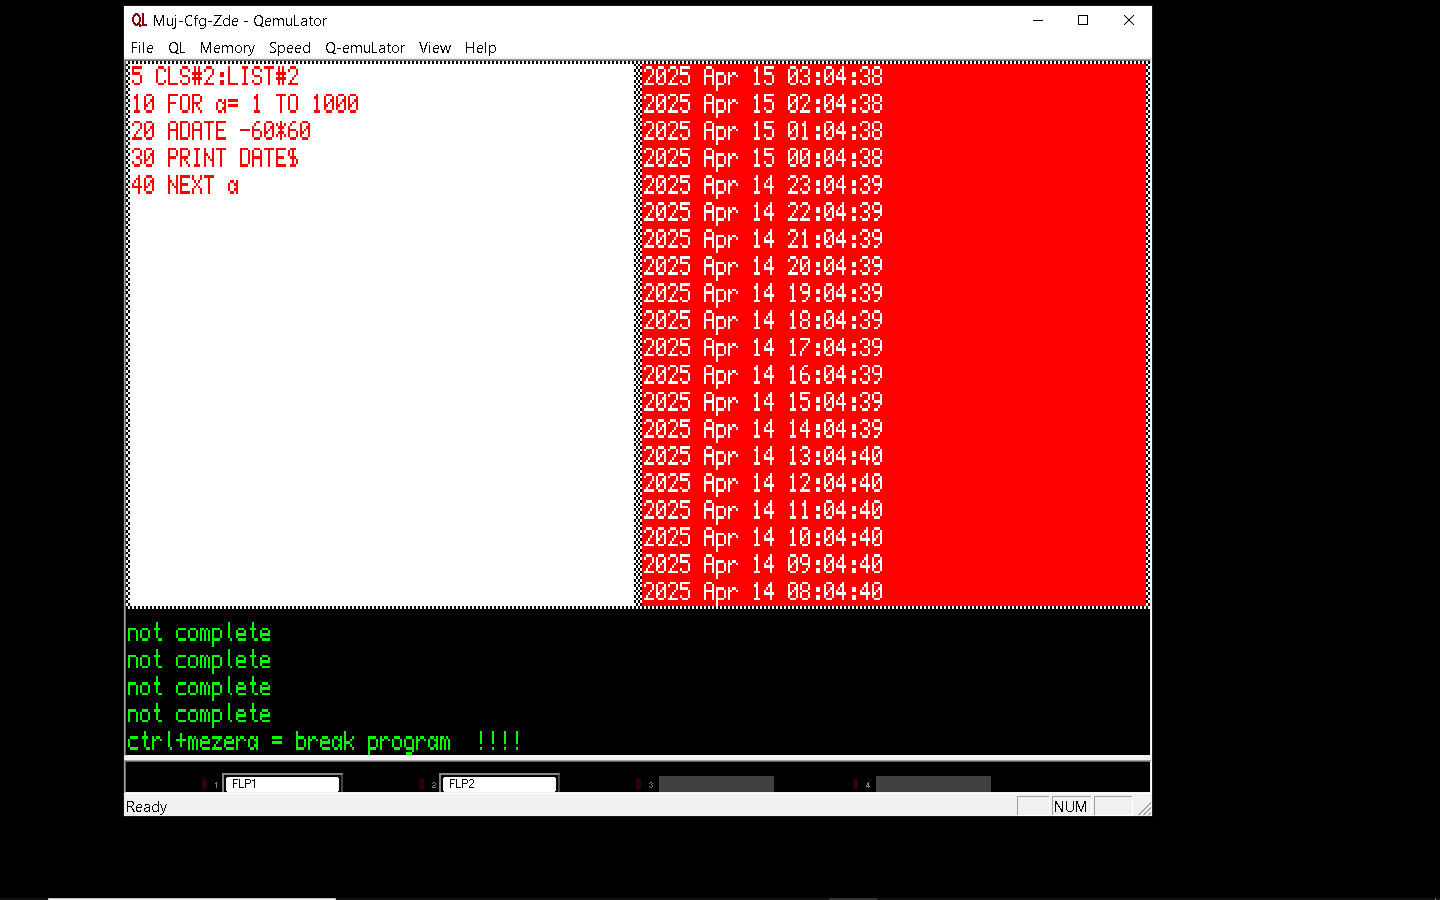 QL Muj-Cfg-Zde - QemuLator
File QL Memory Speed Q-emuLator View Help
5 CLS#2:LIST#2
10 FOR a= 1 TO 1000
20 ADATE -60*60
30 PRINT DATE$
40 NEXT a
2025 Apr 15 03:04:38
2025 Apr 15 02:04:38
2025 Apr 15 01:04:38
2025 Apr 15 00:04:38
2025 Apr 14 23:04:39
2025 Apr 14 22:04:39
2025 Apr 14 21:04:39
2025 Apr 14 20:04:39
2025 Apr 14 19:04:39
2025 Apr 14 18:04:39
2025 Apr 14 17:04:39
2025 Apr 14 16:04:39
2025 Apr 14 15:04:39
2025 Apr 14 14:04:39
2025 Apr 14 13:04:40
2025 Apr 14 12:04:40
2025 Apr 14 11:04:40
2025 Apr 14 10:04:40
2025 Apr 14 09:04:40
2025 Apr 14 08:04:40
not complete
not complete
not complete
not complete
ctrl+mezera = break program  !!!!
1 FLP1 2 FLP2 3 4
Ready NUM